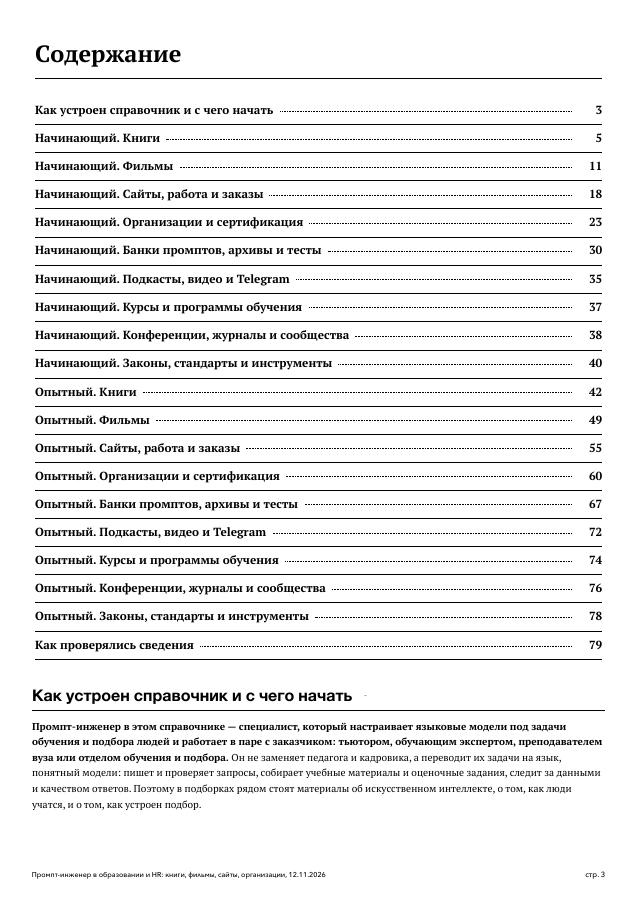 Содержание
Как устроен справочник и с чего начать 3
Начинающий. Книги 5
Начинающий. Фильмы 11
Начинающий. Сайты, работа и заказы 18
Начинающий. Организации и сертификация 23
Начинающий. Банки промптов, архивы и тесты 30
Начинающий. Подкасты, видео и Telegram 35
Начинающий. Курсы и программы обучения 37
Начинающий. Конференции, журналы и сообщества 38
Начинающий. Законы, стандарты и инструменты 40
Опытный. Книги 42
Опытный. Фильмы 49
Опытный. Сайты, работа и заказы 55
Опытный. Организации и сертификация 60
Опытный. Банки промптов, архивы и тесты 67
Опытный. Подкасты, видео и Telegram 72
Опытный. Курсы и программы обучения 74
Опытный. Конференции, журналы и сообщества 76
Опытный. Законы, стандарты и инструменты 78
Как проверялись сведения 79
Как устроен справочник и с чего начать
Промпт-инженер в этом справочнике — специалист, который настраивает языковые модели под задачи
обучения и подбора людей и работает в паре с заказчиком: тьютором, обучающим экспертом, преподавателем
вуза или отделом обучения и подбора. Он не заменяет педагога и кадровика, а переводит их задачи на язык,
понятный модели: пишет и проверяет запросы, собирает учебные материалы и оценочные задания, следит за данными
и качеством ответов. Поэтому в подборках рядом стоят материалы об искусственном интеллекте, о том, как люди
учатся, и о том, как устроен подбор.
Промпт-инженер в образовании и HR: книги, фильмы, сайты, организации, 12.11.2026 стр. 3